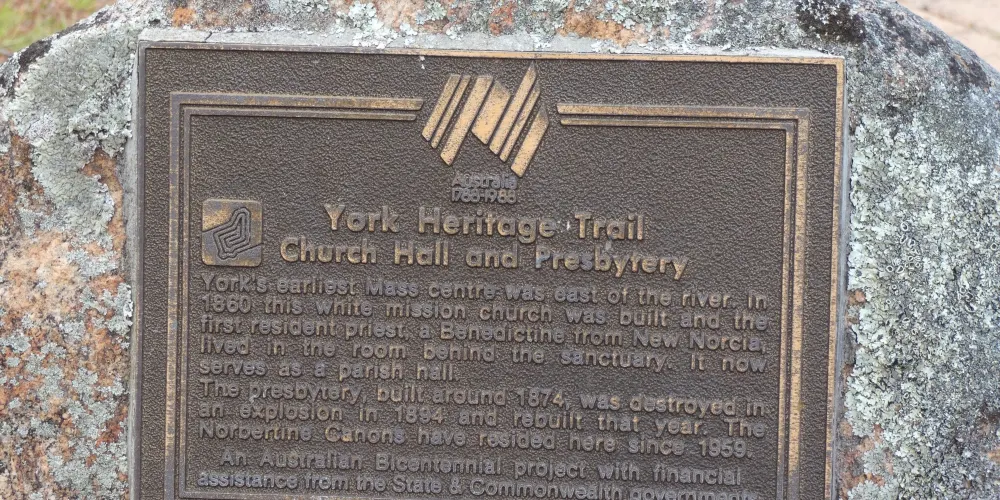 Australia
1788-1988
York Heritage Trail
Church Hall and Presbytery
York's earliest Mass centre was east of the river. In
1860 this white mission church was built and the
first resident priest, a Benedictine from New Norcia,
lived in the room behind the sanctuary. It now
serves as a parish hall.
The presbytery, built around 1874, was destroyed in
an explosion in 1894 and rebuilt that year. The
Norbertine Canons have resided here since 1959.
An Australian Bicentennial project with financial
assistance from the State & Commonwealth governments